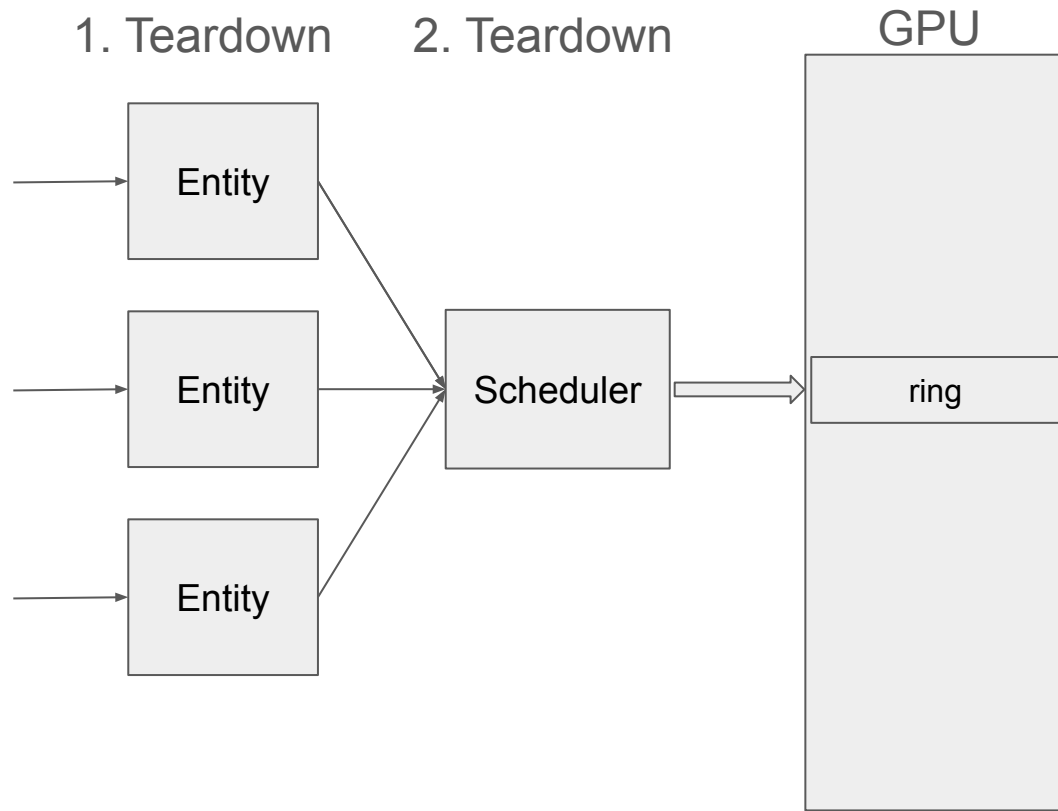 1. Teardown
2. Teardown
GPU
Entity
Entity
Scheduler
ring
Entity